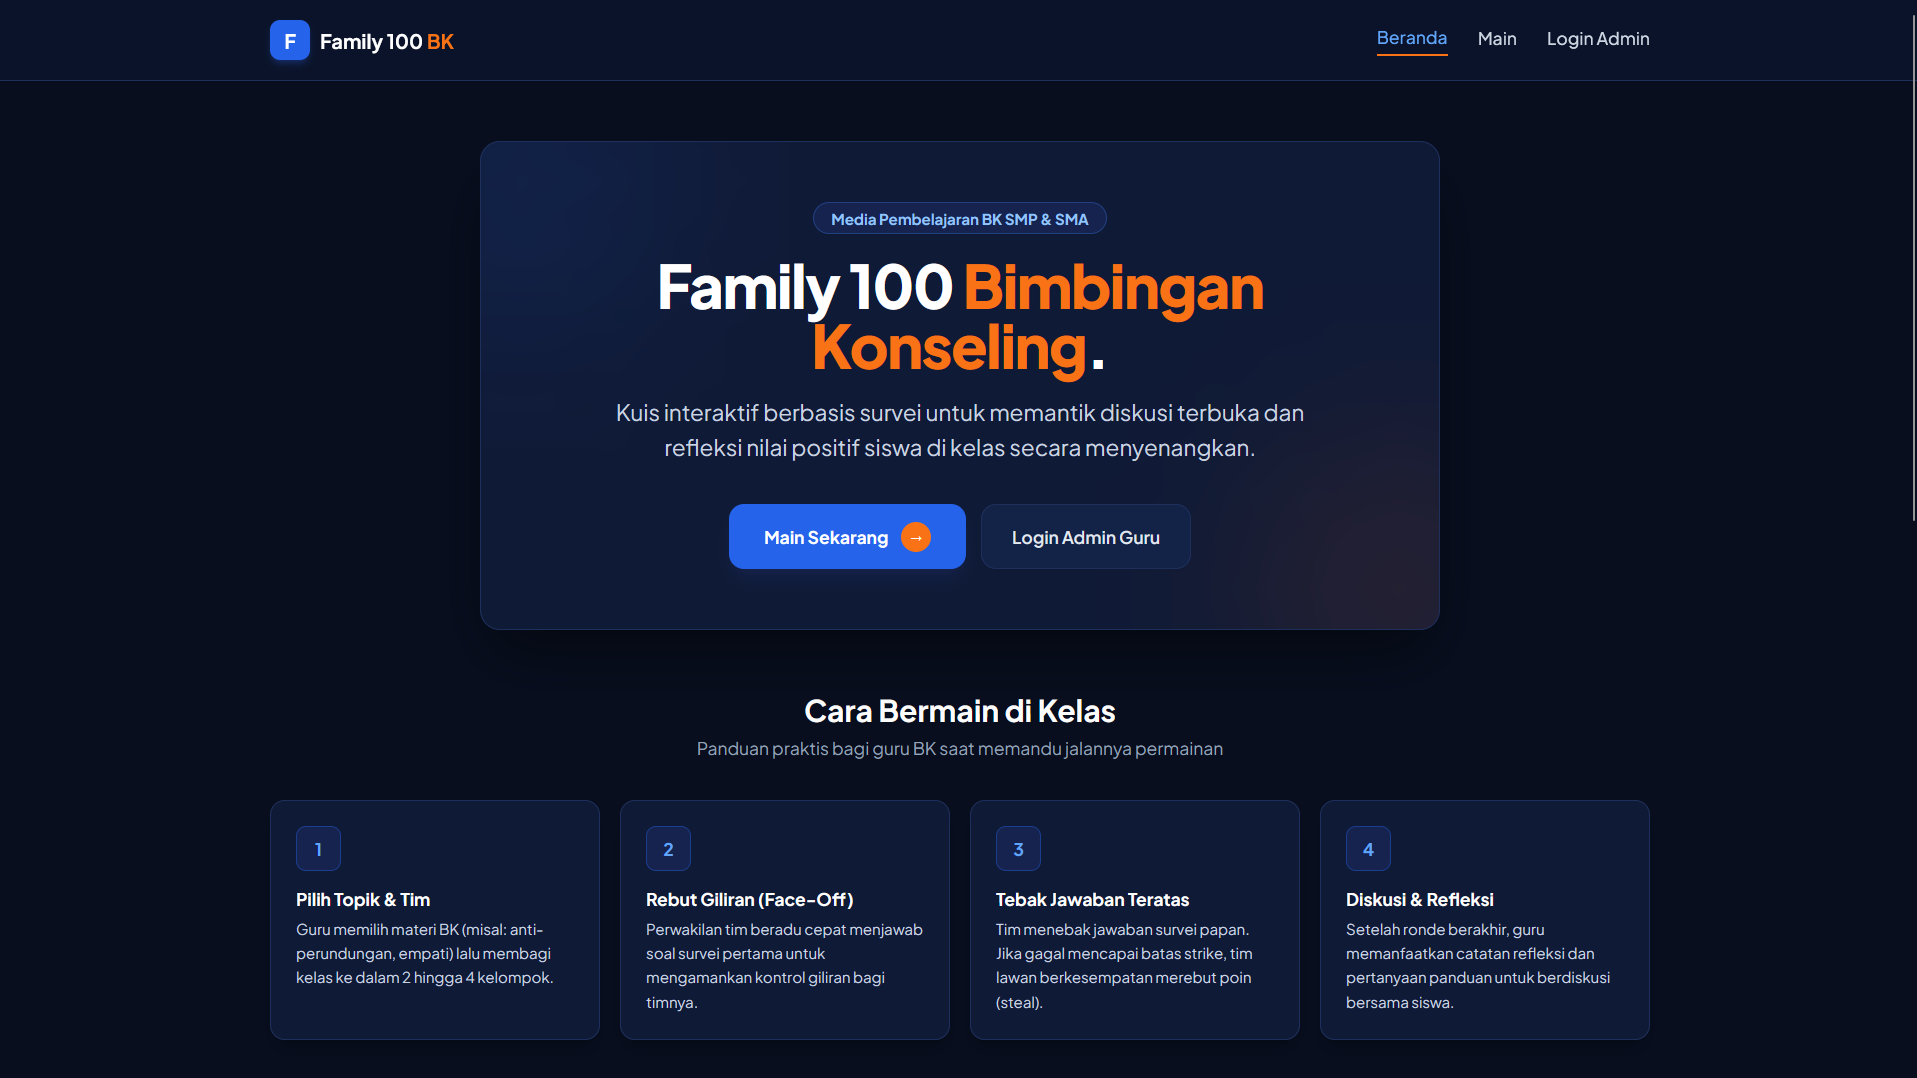 F Family 100 BK
Beranda Main Login Admin
Media Pembelajaran BK SMP & SMA
Family 100 Bimbingan
Konseling.
Kuis interaktif berbasis survei untuk memantik diskusi terbuka dan
refleksi nilai positif siswa di kelas secara menyenangkan.
Main Sekarang →
Login Admin Guru
Cara Bermain di Kelas
Panduan praktis bagi guru BK saat memandu jalannya permainan
1
Pilih Topik & Tim
Guru memilih materi BK (misal: anti-
perundungan, empati) lalu membagi
kelas ke dalam 2 hingga 4 kelompok.
2
Rebut Giliran (Face-Off)
Perwakilan tim beradu cepat menjawab
soal survei pertama untuk
mengamankan kontrol giliran bagi
timnya.
3
Tebak Jawaban Teratas
Tim menebak jawaban survei papan.
Jika gagal mencapai batas strike, tim
lawan berkesempatan merebut poin
(steal).
4
Diskusi & Refleksi
Setelah ronde berakhir, guru
memanfaatkan catatan refleksi dan
pertanyaan panduan untuk berdiskusi
bersama siswa.